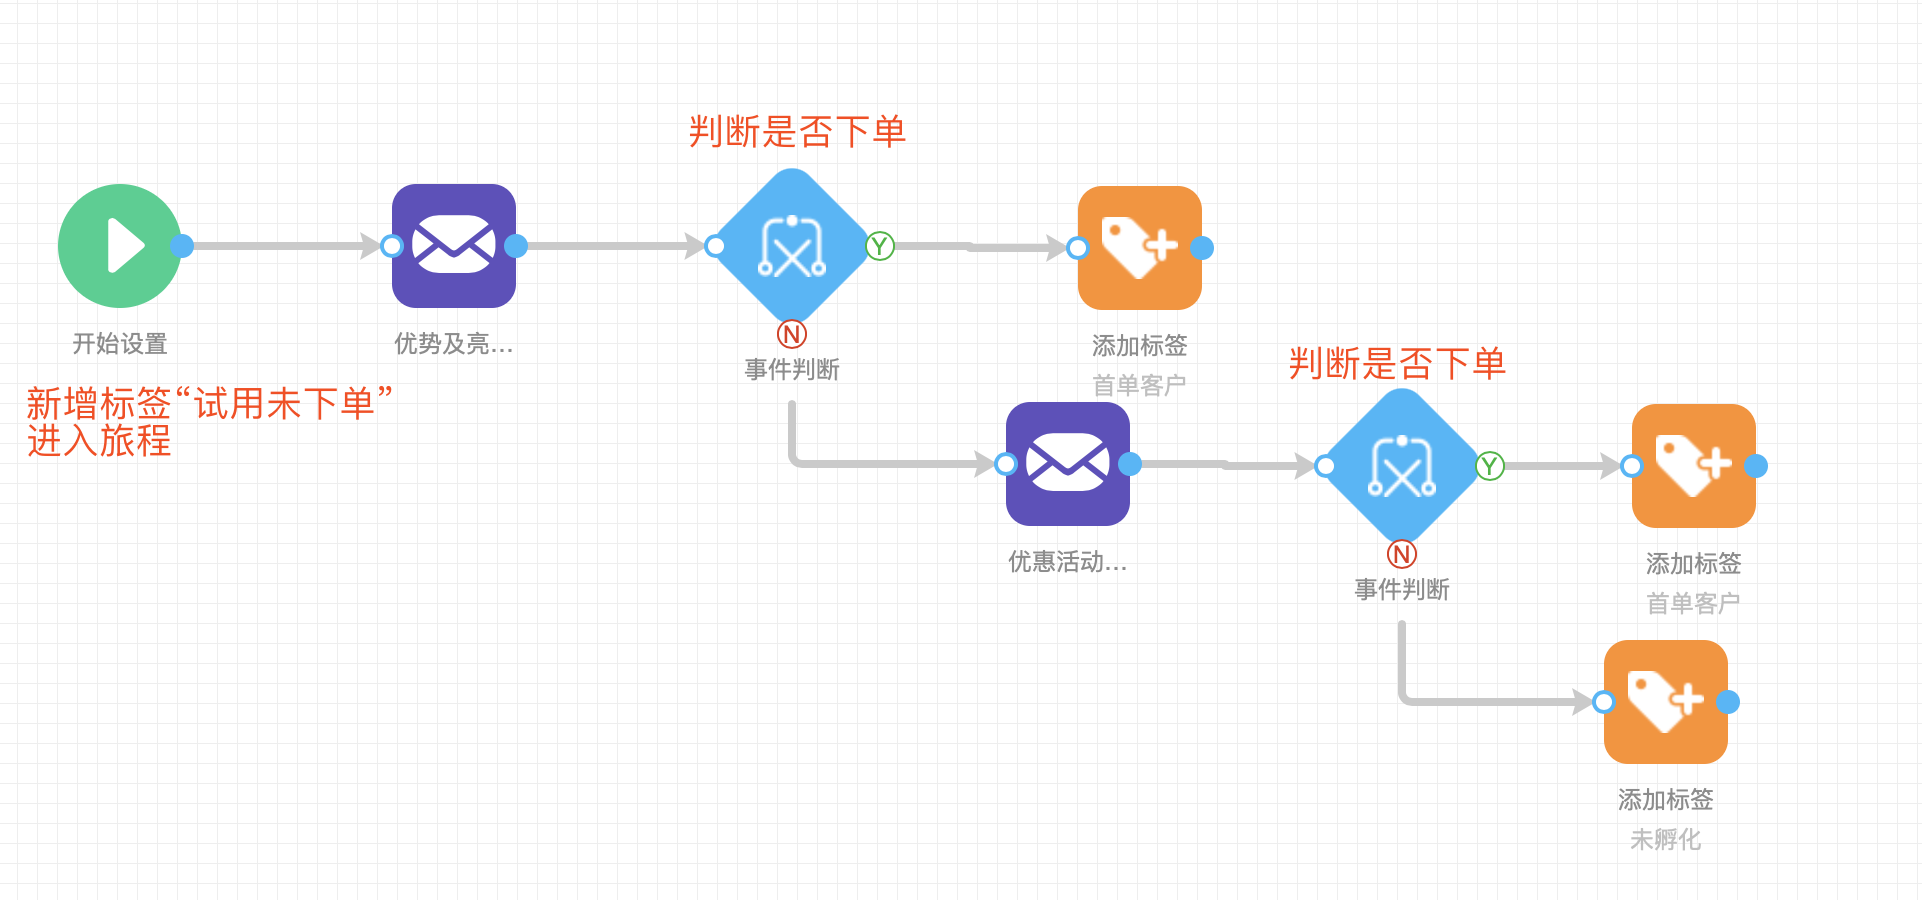 判断是否下单
Y
N
开始设置
优势及亮...
事件判断
添加标签
首单客户
新增标签“试用未下单”
进入旅程
判断是否下单
Y
N
优惠活动...
事件判断
添加标签
首单客户
添加标签
未孵化